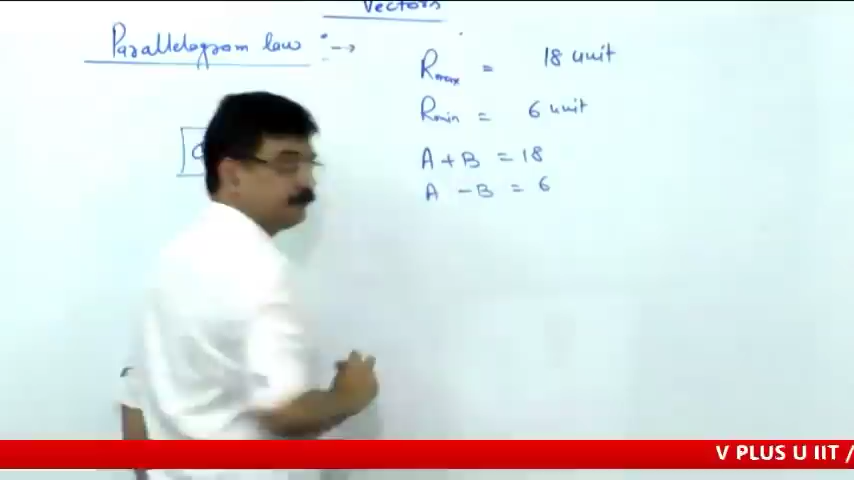 Vectors
Parallelogram law :→
Rmax = 18 unit
Rmin = 6 unit
A + B = 18
A - B = 6
V PLUS U IIT /